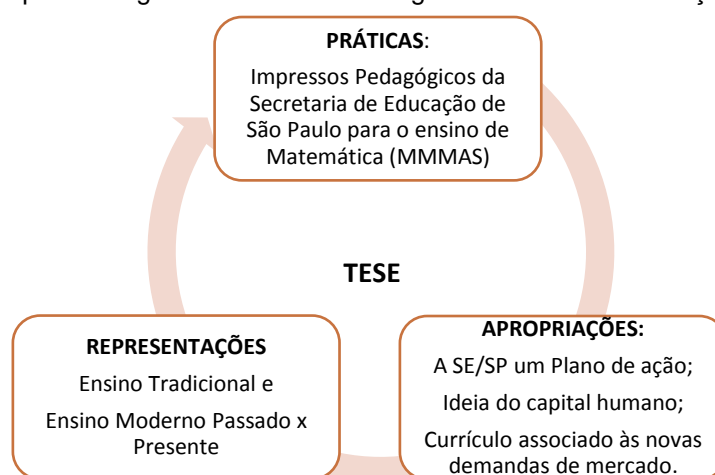 PRÁTICAS:
Impressos Pedagógicos da
Secretaria de Educação de
São Paulo para o ensino de
Matemática (MMMAS)
TESE
REPRESENTAÇÕES
Ensino Tradicional e
Ensino Moderno Passado x
Presente
APROPRIAÇÕES:
A SE/SP um Plano de ação;
Ideia do capital humano;
Currículo associado às novas
demandas de mercado.